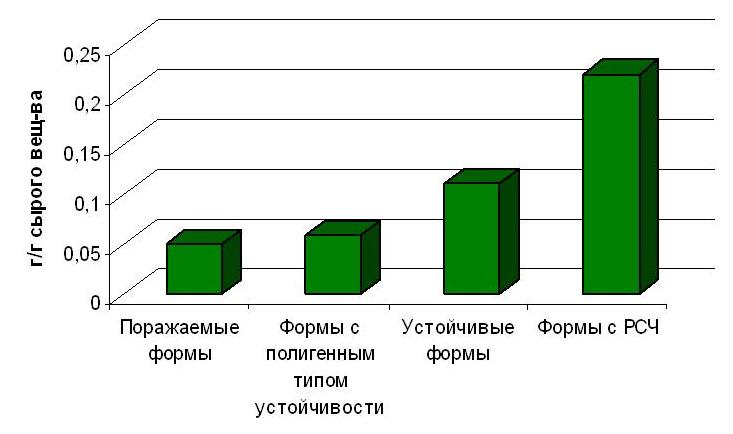 г/г сырого вещ-ва
0,25
0,2
0,15
0,1
0,05
0
Поражаемые
формы
Формы с
полигенным
типом
устойчивости
Устойчивые
формы
Формы с РСЧ